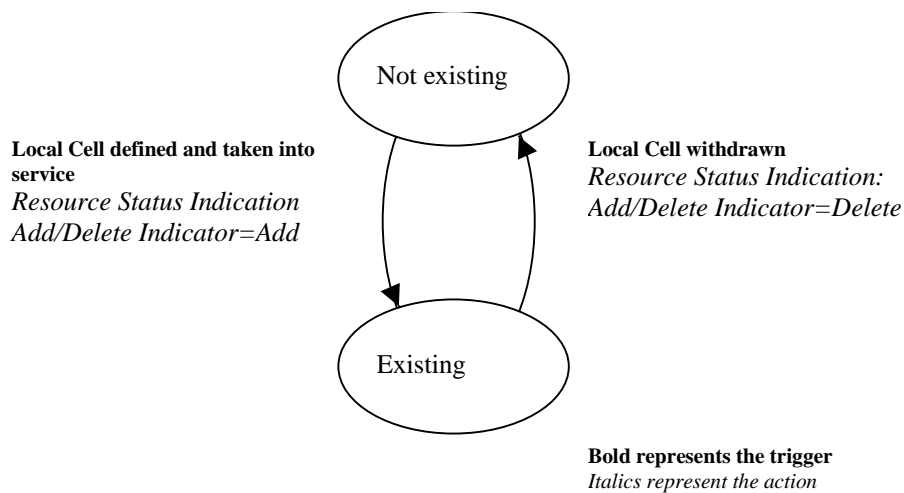 Not existing
Local Cell defined and taken into
service
Resource Status Indication
Add/Delete Indicator=Add
Local Cell withdrawn
Resource Status Indication:
Add/Delete Indicator=Delete
Existing
Bold represents the trigger
Italics represent the action